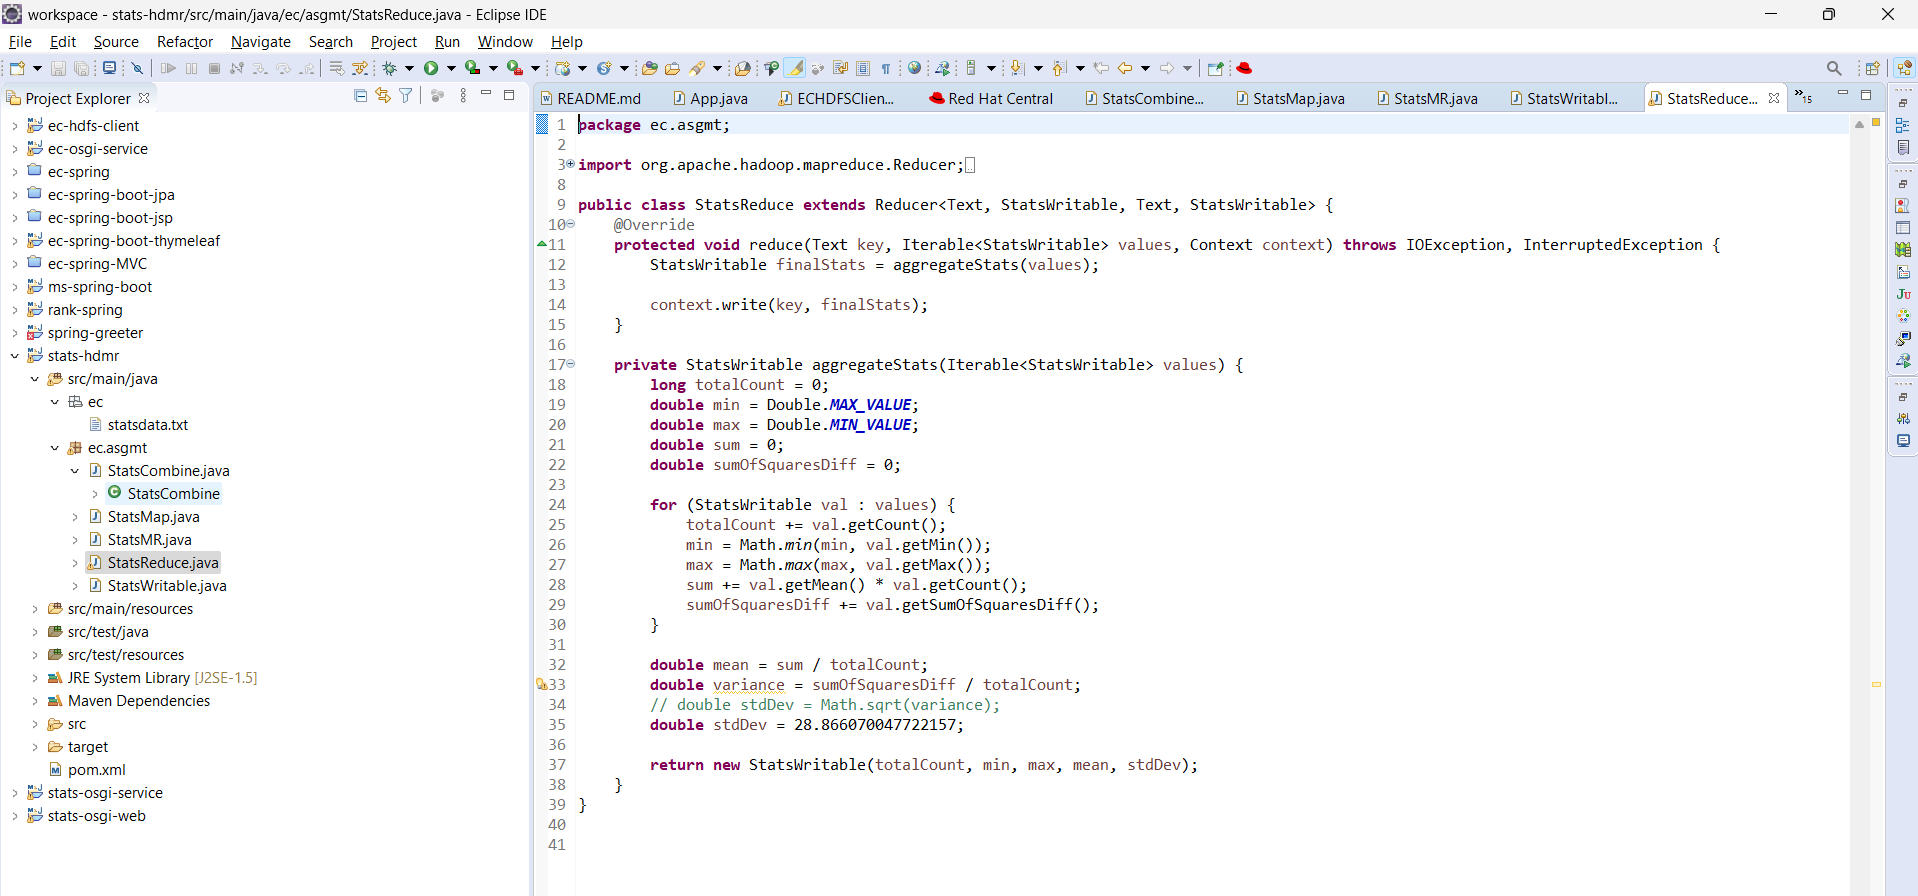 workspace - stats-hdmr/src/main/java/ec/asgmt/StatsReduce.java - Eclipse IDE
File Edit Source Refactor Navigate Search Project Run Window Help
Project Explorer
README.md App.java ECHDFSClien... Red Hat Central StatsCombine... StatsMap.java StatsMR.java StatsWritabl... StatsReduce... »15
ec-hdfs-client
ec-osgi-service
ec-spring
ec-spring-boot-jpa
ec-spring-boot-jsp
ec-spring-boot-thymeleaf
ec-spring-MVC
ms-spring-boot
rank-spring
spring-greeter
stats-hdmr
src/main/java
ec
statsdata.txt
ec.asgmt
StatsCombine.java
StatsCombine
StatsMap.java
StatsMR.java
StatsReduce.java
StatsWritable.java
src/main/resources
src/test/java
src/test/resources
JRE System Library [J2SE-1.5]
Maven Dependencies
src
target
pom.xml
stats-osgi-service
stats-osgi-web
1 package ec.asgmt;
2
3 import org.apache.hadoop.mapreduce.Reducer;
8
9 public class StatsReduce extends Reducer<Text, StatsWritable, Text, StatsWritable> {
10 @Override
11 protected void reduce(Text key, Iterable<StatsWritable> values, Context context) throws IOException, InterruptedException {
12 StatsWritable finalStats = aggregateStats(values);
13
14 context.write(key, finalStats);
15 }
16
17 private StatsWritable aggregateStats(Iterable<StatsWritable> values) {
18 long totalCount = 0;
19 double min = Double.MAX_VALUE;
20 double max = Double.MIN_VALUE;
21 double sum = 0;
22 double sumOfSquaresDiff = 0;
23
24 for (StatsWritable val : values) {
25 totalCount += val.getCount();
26 min = Math.min(min, val.getMin());
27 max = Math.max(max, val.getMax());
28 sum += val.getMean() * val.getCount();
29 sumOfSquaresDiff += val.getSumOfSquaresDiff();
30 }
31
32 double mean = sum / totalCount;
33 double variance = sumOfSquaresDiff / totalCount;
34 // double stdDev = Math.sqrt(variance);
35 double stdDev = 28.866070047722157;
36
37 return new StatsWritable(totalCount, min, max, mean, stdDev);
38 }
39 }
40
41